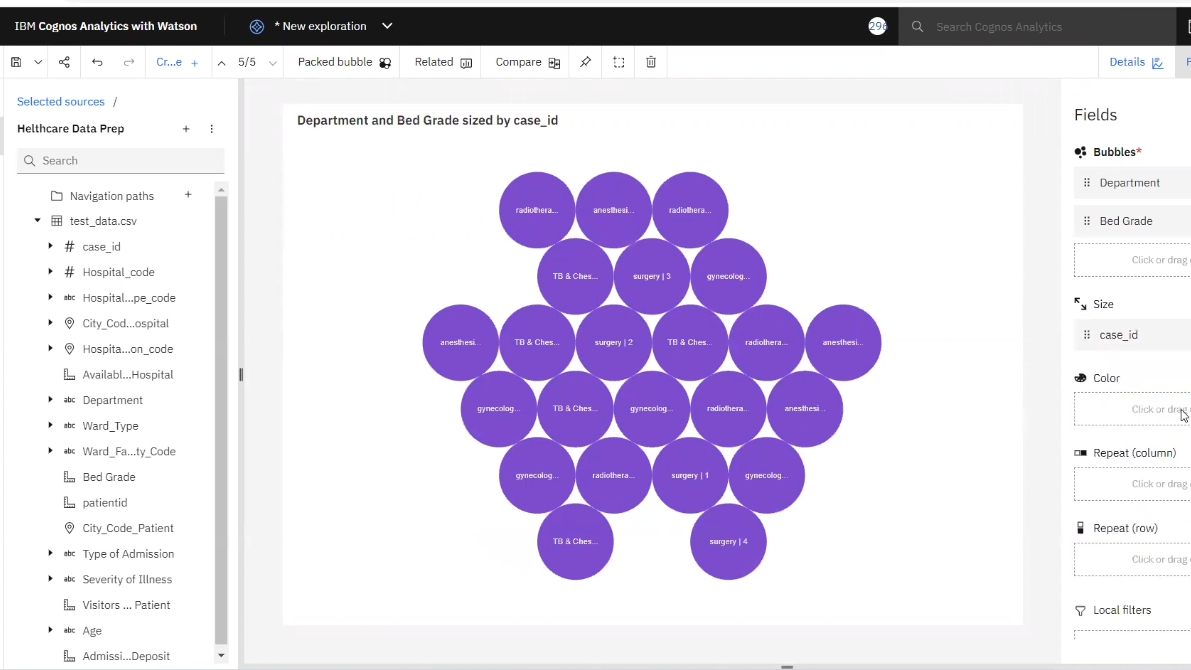 IBM Cognos Analytics with Watson
* New exploration
296
Search Cognos Analytics
Cr...e +
5/5
Packed bubble
Related
Compare
Details
Selected sources /
Helthcare Data Prep
Search
Navigation paths
test_data.csv
case_id
Hospital_code
Hospital...pe_code
City_Cod...ospital
Hospita...on_code
Availabl...Hospital
Department
Ward_Type
Ward_Fa...ty_Code
Bed Grade
patientid
City_Code_Patient
Type of Admission
Severity of Illness
Visitors ... Patient
Age
Admissi...Deposit
Department and Bed Grade sized by case_id
radiothera... anesthesi... radiothera...
TB & Ches... surgery | 3 gynecolog...
anesthesi... TB & Ches... surgery | 2 TB & Ches... radiothera... anesthesi...
gynecolog... TB & Ches... gynecolog... radiothera... anesthesi...
gynecolog... radiothera... surgery | 1 gynecolog...
TB & Ches... surgery | 4
Fields
Bubbles*
Department
Bed Grade
Click or drag
Size
case_id
Color
Click or drag
Repeat (column)
Click or drag
Repeat (row)
Click or drag
Local filters